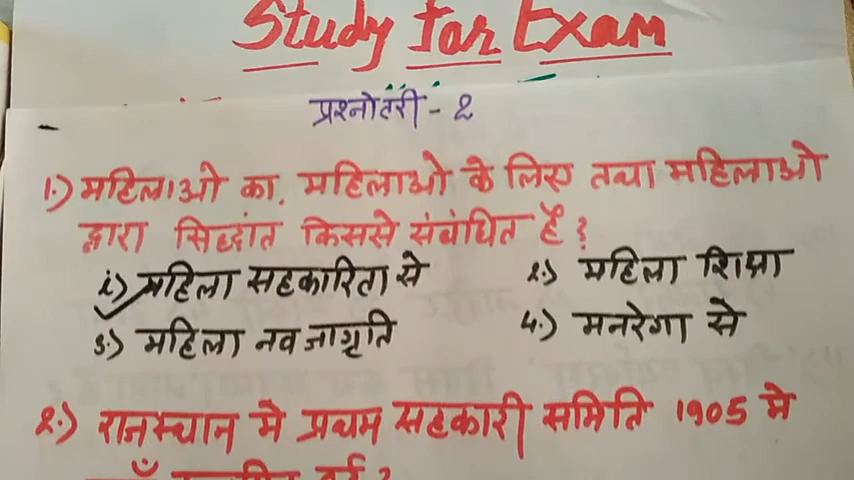 Study for Exam
प्रश्नोतरी - 2
1.) महिलाओ का, महिलाओ के लिए तथा महिलाओ
द्वारा सिद्धांत किससे संबंधित है ?
1.) महिला सहकारिता से 2.) महिला शिक्षा
3.) महिला नव जागृति 4.) मनरेगा से
2.) राजस्थान मे प्रथम सहकारी समिति 1905 मे